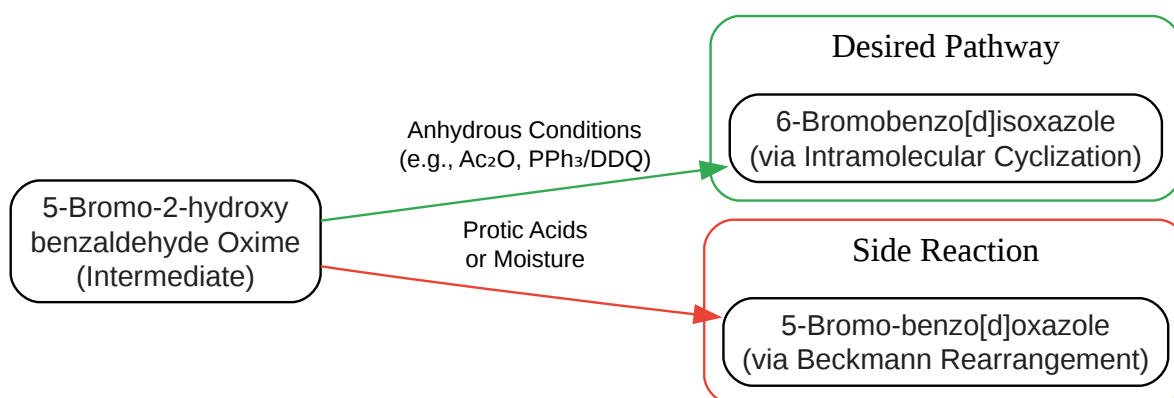 Desired Pathway
6-Bromobenzo[d]isoxazole
(via Intramolecular Cyclization)
Anhydrous Conditions
(e.g., Ac₂O, PPh₃/DDQ)
5-Bromo-2-hydroxy
benzaldehyde Oxime
(Intermediate)
Protic Acids
or Moisture
Side Reaction
5-Bromo-benzo[d]oxazole
(via Beckmann Rearrangement)